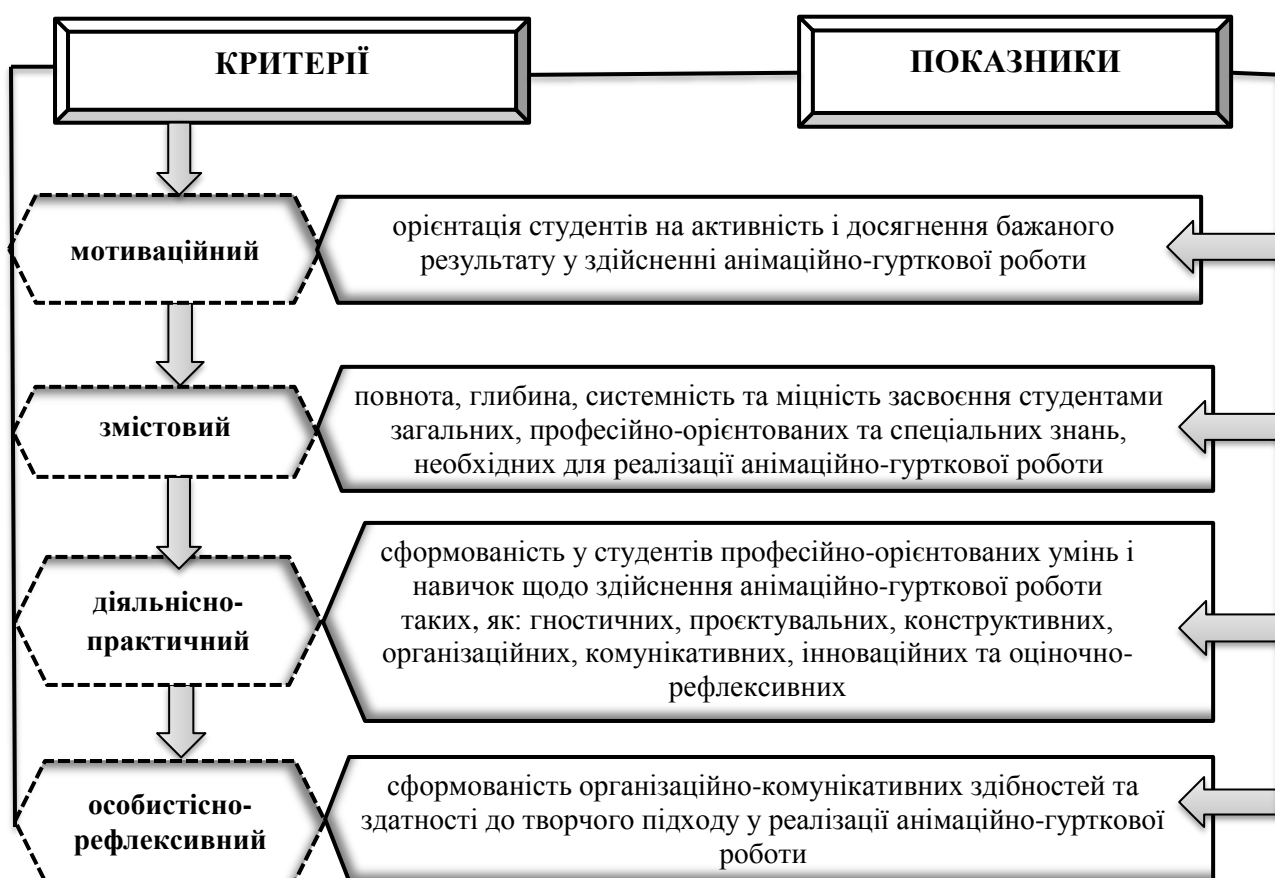 КРИТЕРІЇ
ПОКАЗНИКИ
мотиваційний
орієнтація студентів на активність і досягнення бажаного
результату у здійсненні анімаційно-гурткової роботи
змістовий
повнота, глибина, системність та міцність засвоєння студентами
загальних, професійно-орієнтованих та спеціальних знань,
необхідних для реалізації анімаційно-гурткової роботи
діяльнісно-
практичний
сформованість у студентів професійно-орієнтованих умінь і
навичок щодо здійснення анімаційно-гурткової роботи
таких, як: гностичних, проєктувальних, конструктивних,
організаційних, комунікативних, інноваційних та оціночно-
рефлексивних
особистісно-
рефлексивний
сформованість організаційно-комунікативних здібностей та
здатності до творчого підходу у реалізації анімаційно-гурткової
роботи